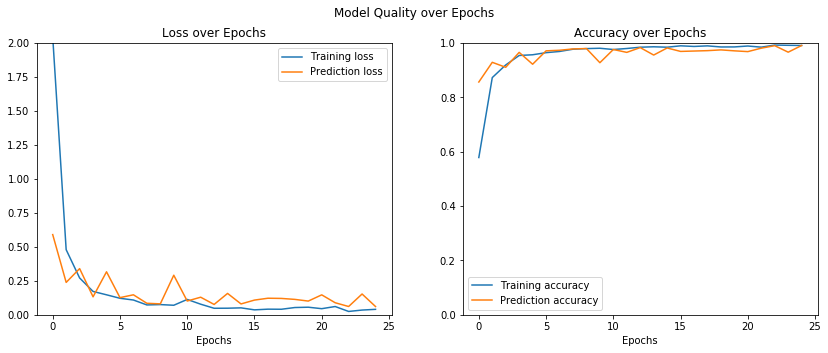 Model Quality over Epochs
Loss over Epochs
2.00
1.75
1.50
1.25
1.00
0.75
0.50
0.25
0.00
0 5 10 15 20 25
Epochs
Training loss
Prediction loss
Accuracy over Epochs
1.0
0.8
0.6
0.4
0.2
0.0
0 5 10 15 20 25
Epochs
Training accuracy
Prediction accuracy